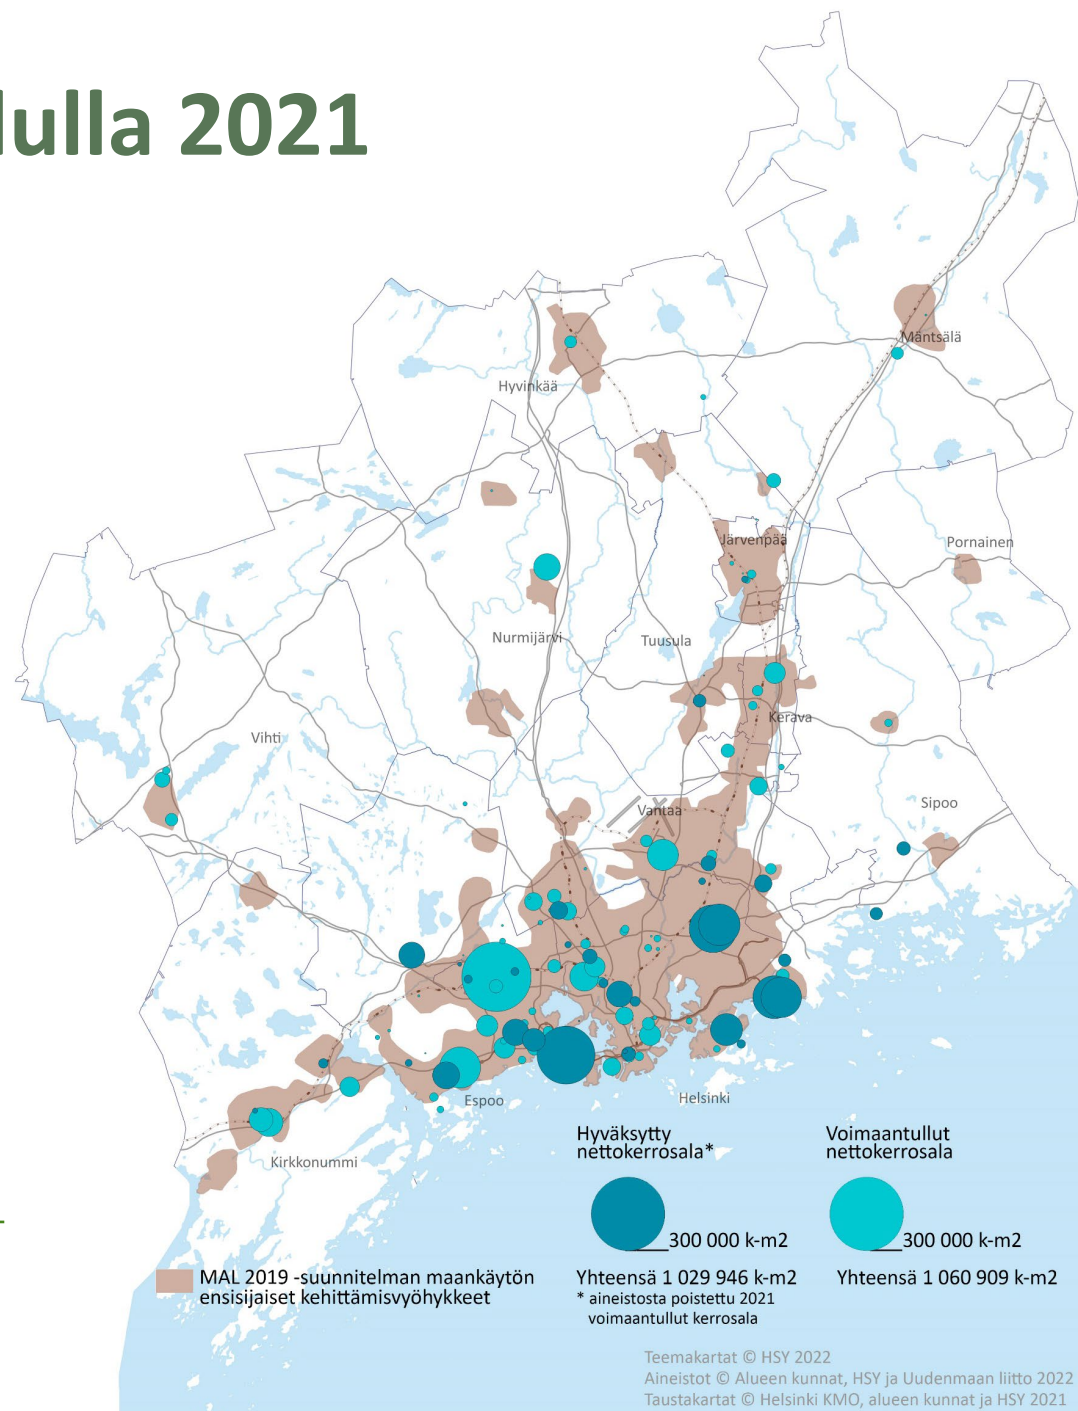 lulla 2021
Mäntsälä
Hyvinkää
Järvenpää
Pornainen
Nurmijärvi
Tuusula
Kerava
Vihti
Sipoo
Vantaa
Espoo
Helsinki
Kirkkonummi
Hyväksytty
nettokerrosala*
300 000 k-m2
Yhteensä 1 029 946 k-m2
* aineistosta poistettu 2021
voimaantullut kerrosala
Voimaantullut
nettokerrosala
300 000 k-m2
Yhteensä 1 060 909 k-m2
MAL 2019 -suunnitelman maankäytön
ensisijaiset kehittämisvyöhykkeet
Teemakartat © HSY 2022
Aineistot © Alueen kunnat, HSY ja Uudenmaan liitto 2022
Taustakartat © Helsinki KMO, alueen kunnat ja HSY 2021